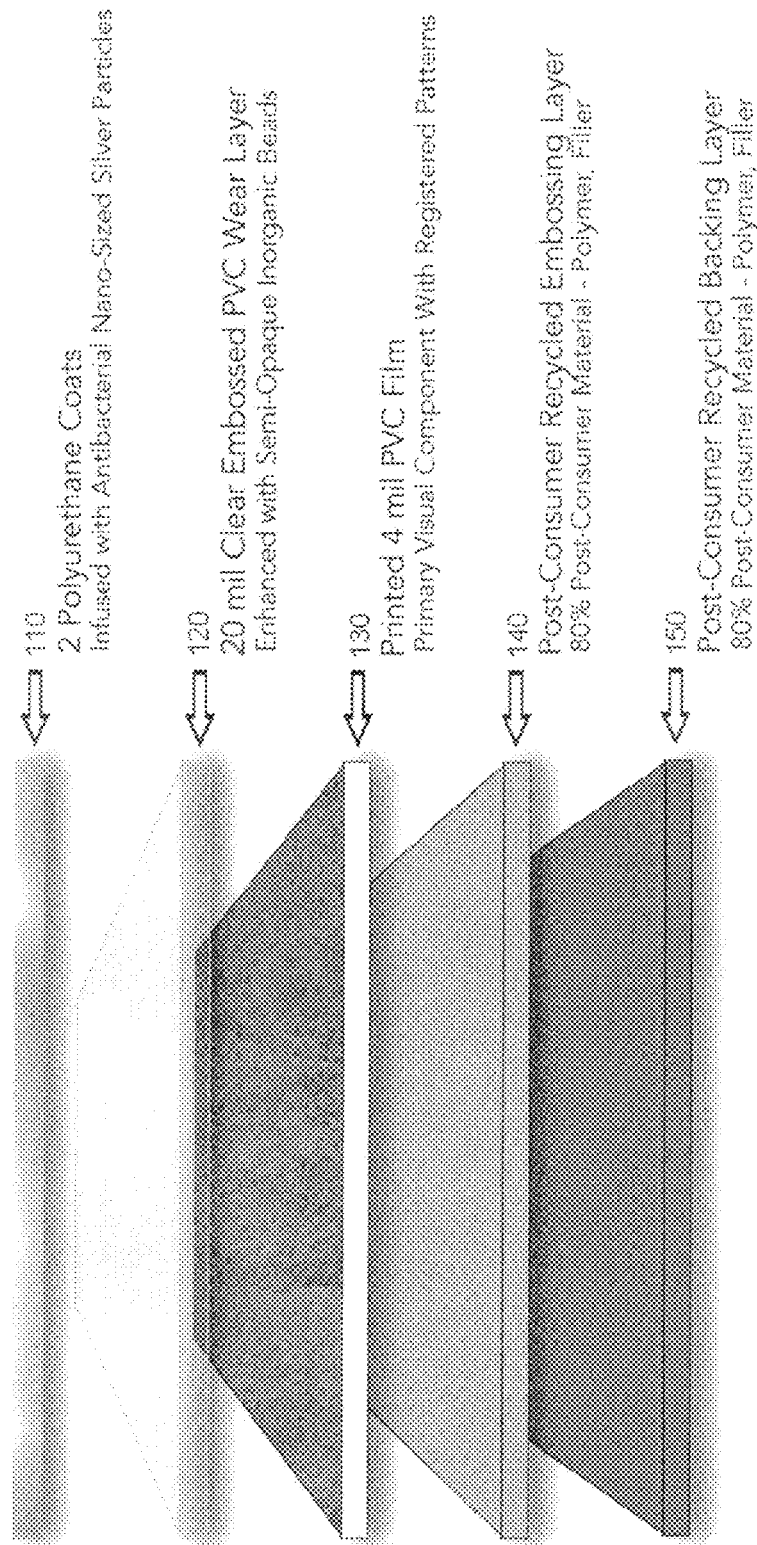 110
2 Polyurethane Coats
Infused with Antibacterial Nano-Sized Silver Particles
120
20 mil Clear Embossed PVC Wear Layer
Enhanced with Semi-Opaque Inorganic Beads
130
Printed 4 mil PVC Film
Primary Visual Component With Registered Patterns
140
Post-Consumer Recycled Embossing Layer
80% Post-Consumer Material - Polymer, Filler
150
Post-Consumer Recycled Backing Layer
80% Post-Consumer Material - Polymer, Filler